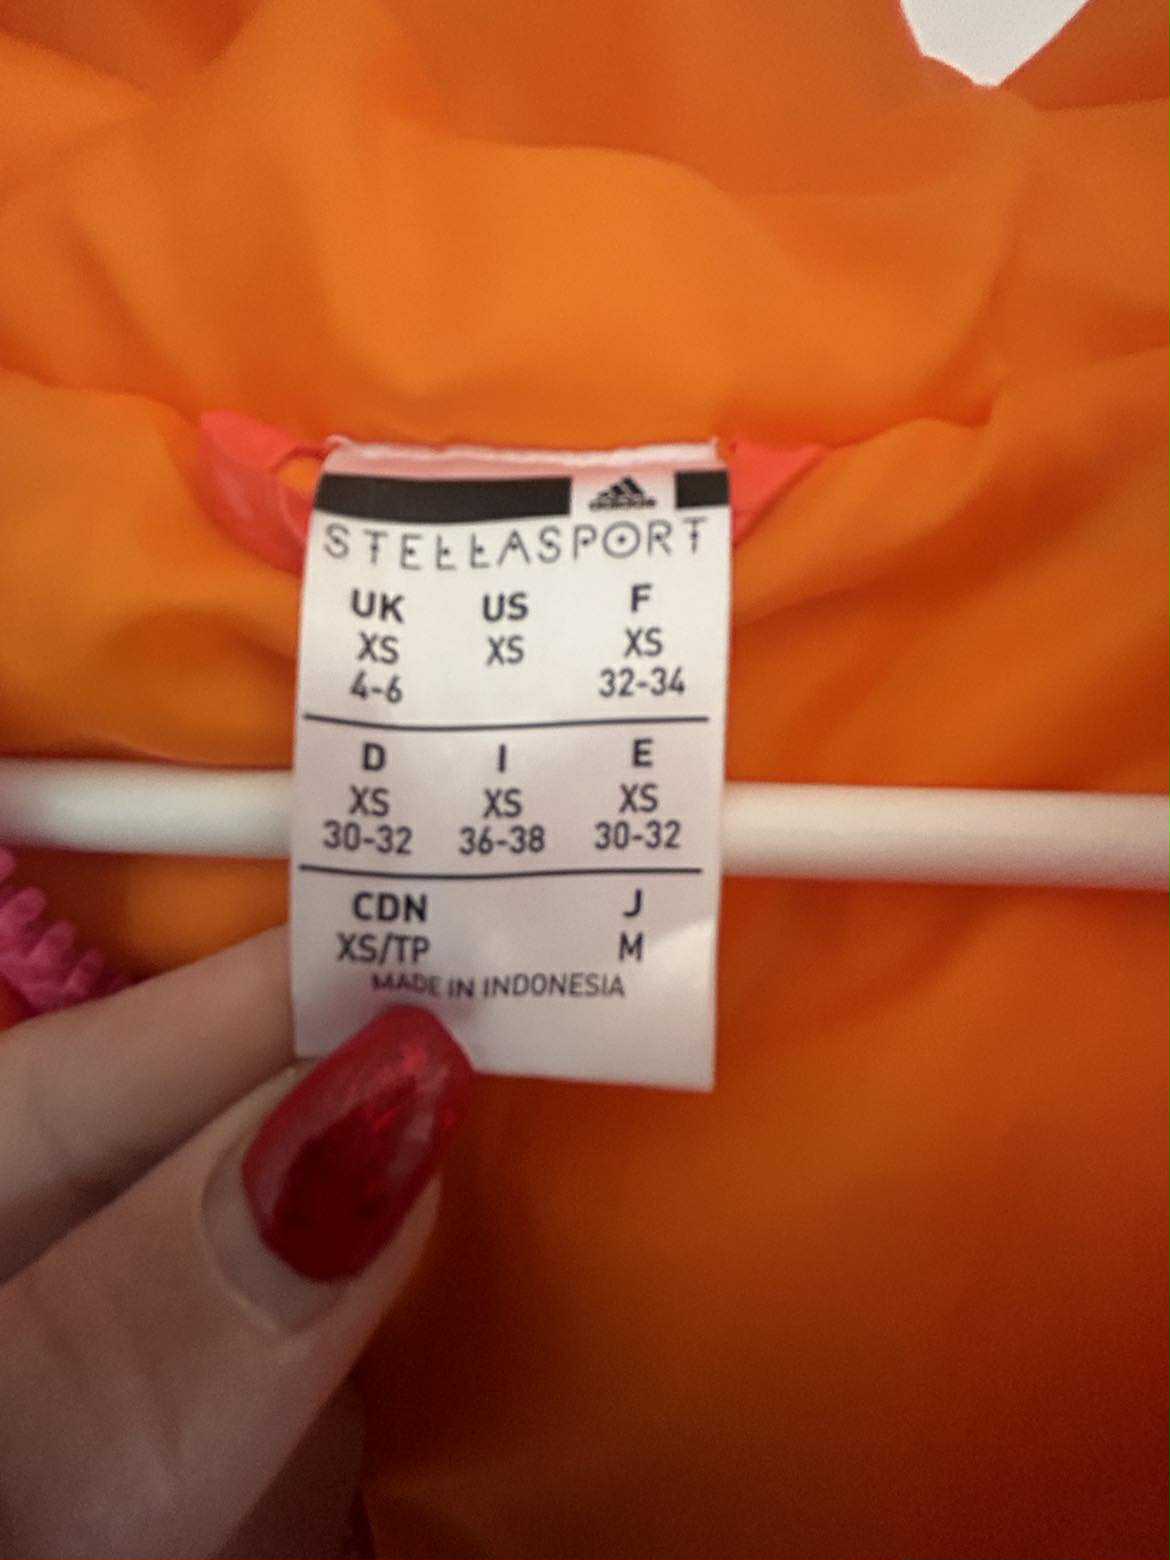 adidas
STELLASPORT
UK US F
XS XS XS
4-6 32-34
D I E
XS XS XS
30-32 36-38 30-32
CDN J
XS/TP M
MADE IN INDONESIA